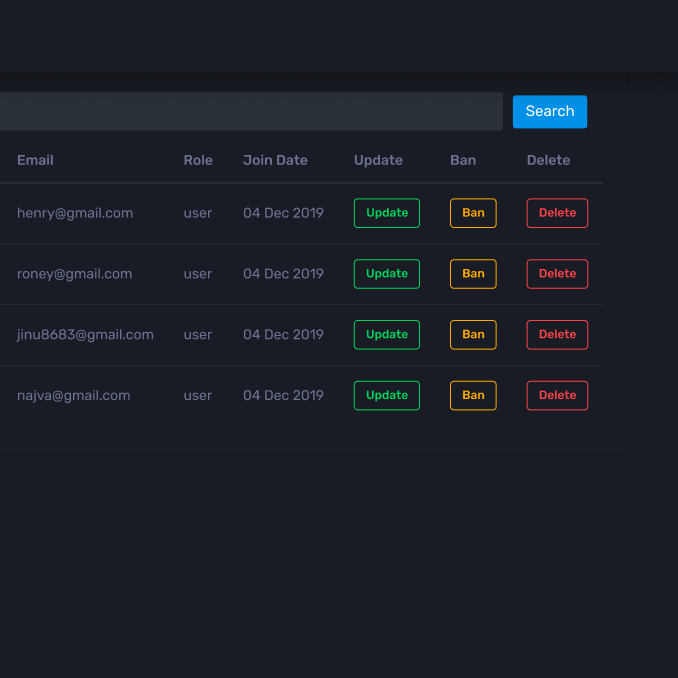 Search
Email Role Join Date Update Ban Delete
henry@gmail.com user 04 Dec 2019 Update Ban Delete
roney@gmail.com user 04 Dec 2019 Update Ban Delete
jinu8683@gmail.com user 04 Dec 2019 Update Ban Delete
najva@gmail.com user 04 Dec 2019 Update Ban Delete